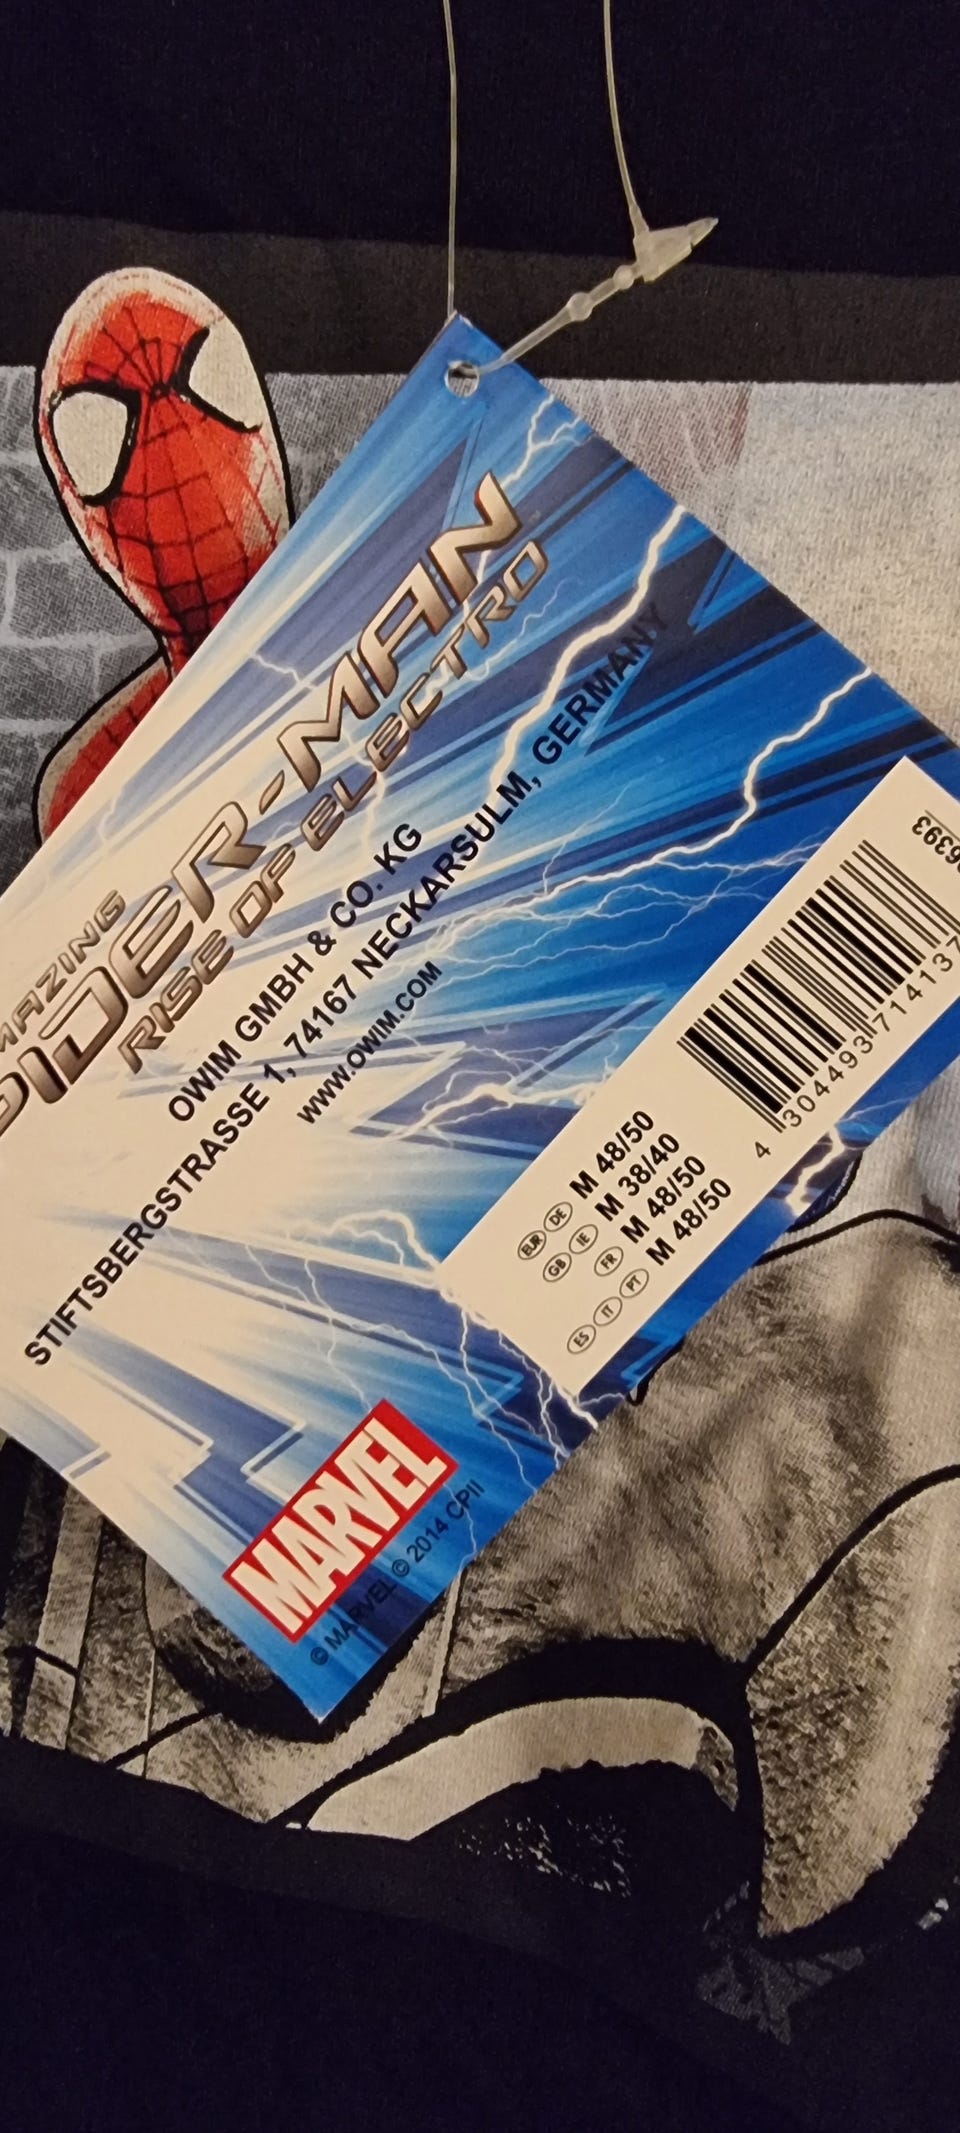 MAZING
PIDER-MAN
RISE OF ELECTRO
OWIM GMBH & CO. KG
STIFTSBERGSTRASSE 1, 74167 NECKARSULM, GERMANY
WWW.OWIM.COM
6393
4 304493 714137
EUR DE M 48/50
GB IE M 38/40
FR M 48/50
ES IT PT M 48/50
MARVEL
© MARVEL © 2014 CPII